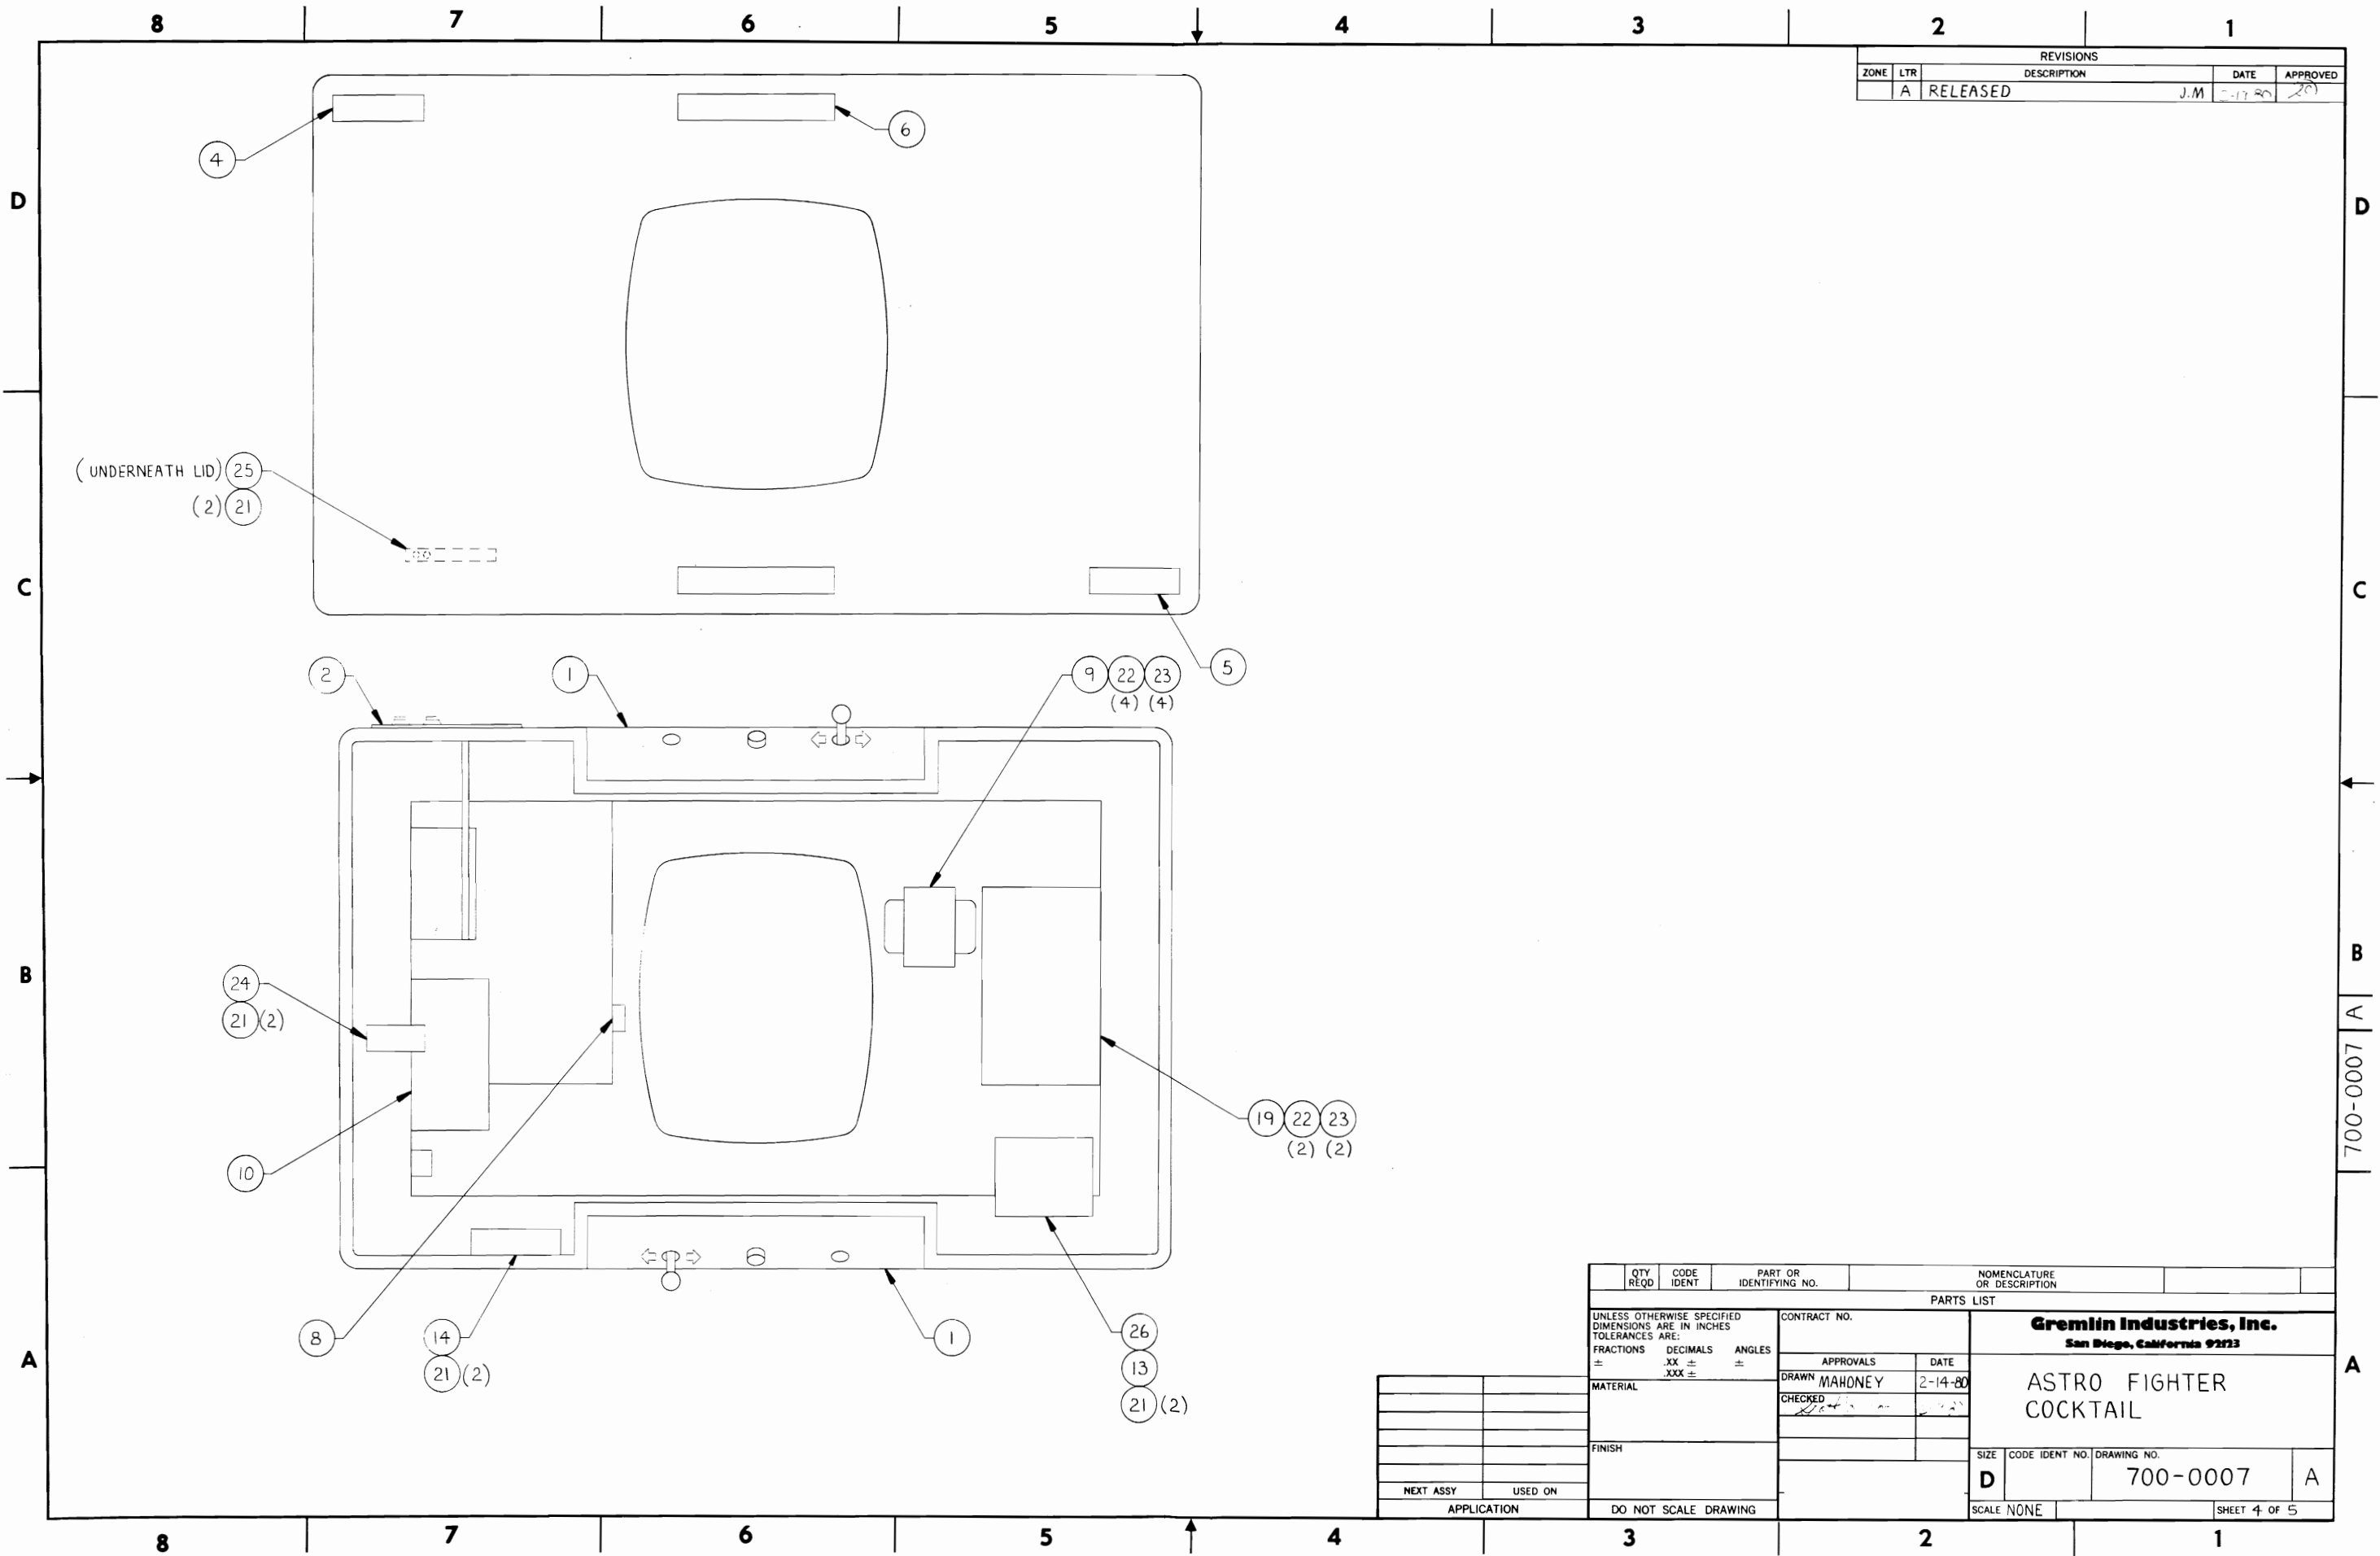 8 7 6 5 4 3 2 1
REVISIONS
ZONE LTR DESCRIPTION DATE APPROVED
A RELEASED J.M
4
6
D D
(UNDERNEATH LID) 25
(2) 21
C C
5
2 1 9 22 23
(4) (4)
B B
24
21 (2)
A
700-0007
19 22 23
(2) (2)
10
8
14
21 (2)
1
26
13
21 (2)
A A
QTY REQD CODE IDENT PART OR IDENTIFYING NO. NOMENCLATURE OR DESCRIPTION
PARTS LIST
UNLESS OTHERWISE SPECIFIED
DIMENSIONS ARE IN INCHES
TOLERANCES ARE:
FRACTIONS DECIMALS ANGLES
± .XX ± ±
.XXX ±
MATERIAL
FINISH
DO NOT SCALE DRAWING
NEXT ASSY USED ON
APPLICATION
CONTRACT NO.
APPROVALS DATE
DRAWN MAHONEY 2-14-80
CHECKED
Gremlin Industries, Inc.
San Diego, California 92123
ASTRO FIGHTER
COCKTAIL
SIZE CODE IDENT NO. DRAWING NO.
D 700-0007 A
SCALE NONE SHEET 4 OF 5
8 7 6 5 4 3 2 1